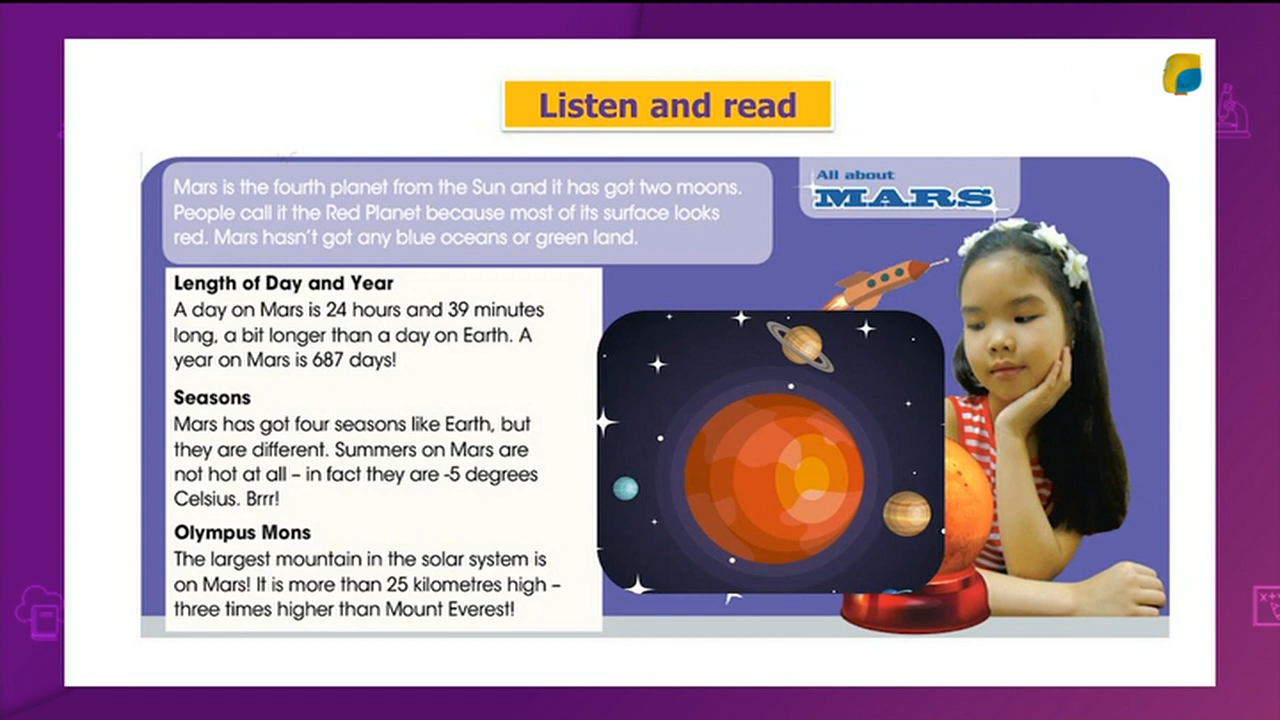 Listen and read
Mars is the fourth planet from the Sun and it has got two moons.
People call it the Red Planet because most of its surface looks
red. Mars hasn't got any blue oceans or green land.
All about
MARS
Length of Day and Year
A day on Mars is 24 hours and 39 minutes
long, a bit longer than a day on Earth. A
year on Mars is 687 days!
Seasons
Mars has got four seasons like Earth, but
they are different. Summers on Mars are
not hot at all – in fact they are -5 degrees
Celsius. Brrr!
Olympus Mons
The largest mountain in the solar system is
on Mars! It is more than 25 kilometres high –
three times higher than Mount Everest!